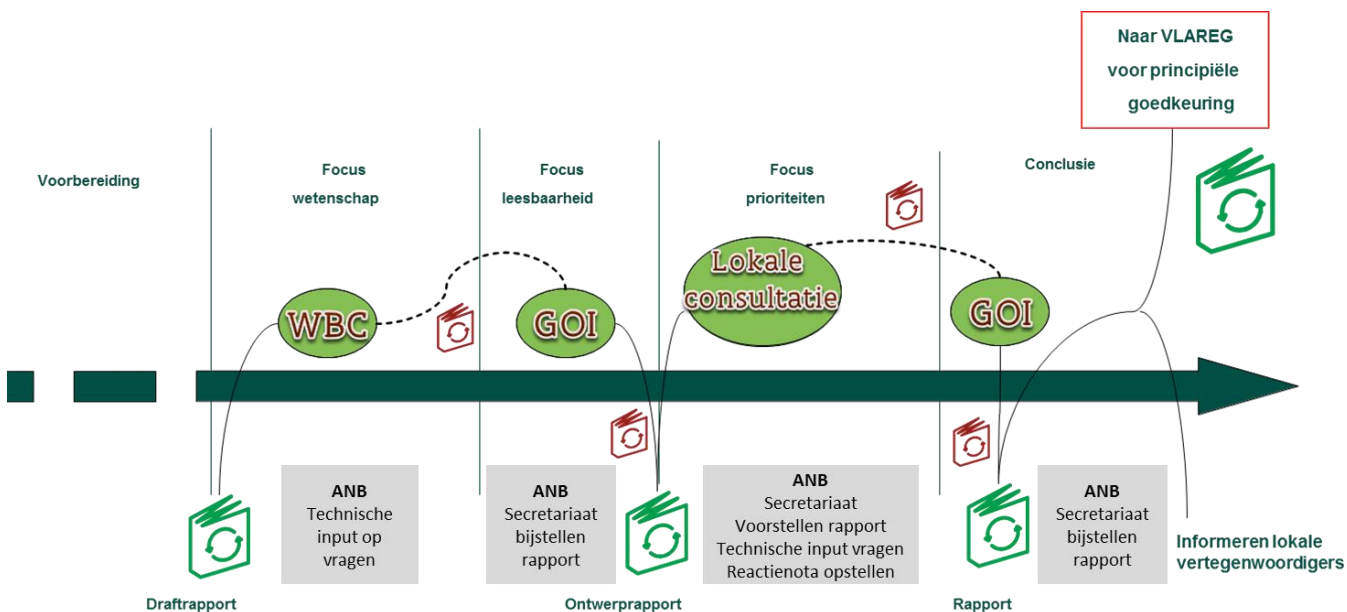 Naar VLAREG
voor principiële
goedkeuring
Voorbereiding
Focus
wetenschap
Focus
leesbaarheid
Focus
prioriteiten
Conclusie
WBC
GOI
Lokale
consultatie
GOI
ANB
Technische
input op
vragen
ANB
Secretariaat
bijstellen
rapport
ANB
Secretariaat
Voorstellen rapport
Technische input vragen
Reactienota opstellen
ANB
Secretariaat
bijstellen
rapport
Informeren lokale
vertegenwoordigers
Draftrapport
Ontwerprapport
Rapport